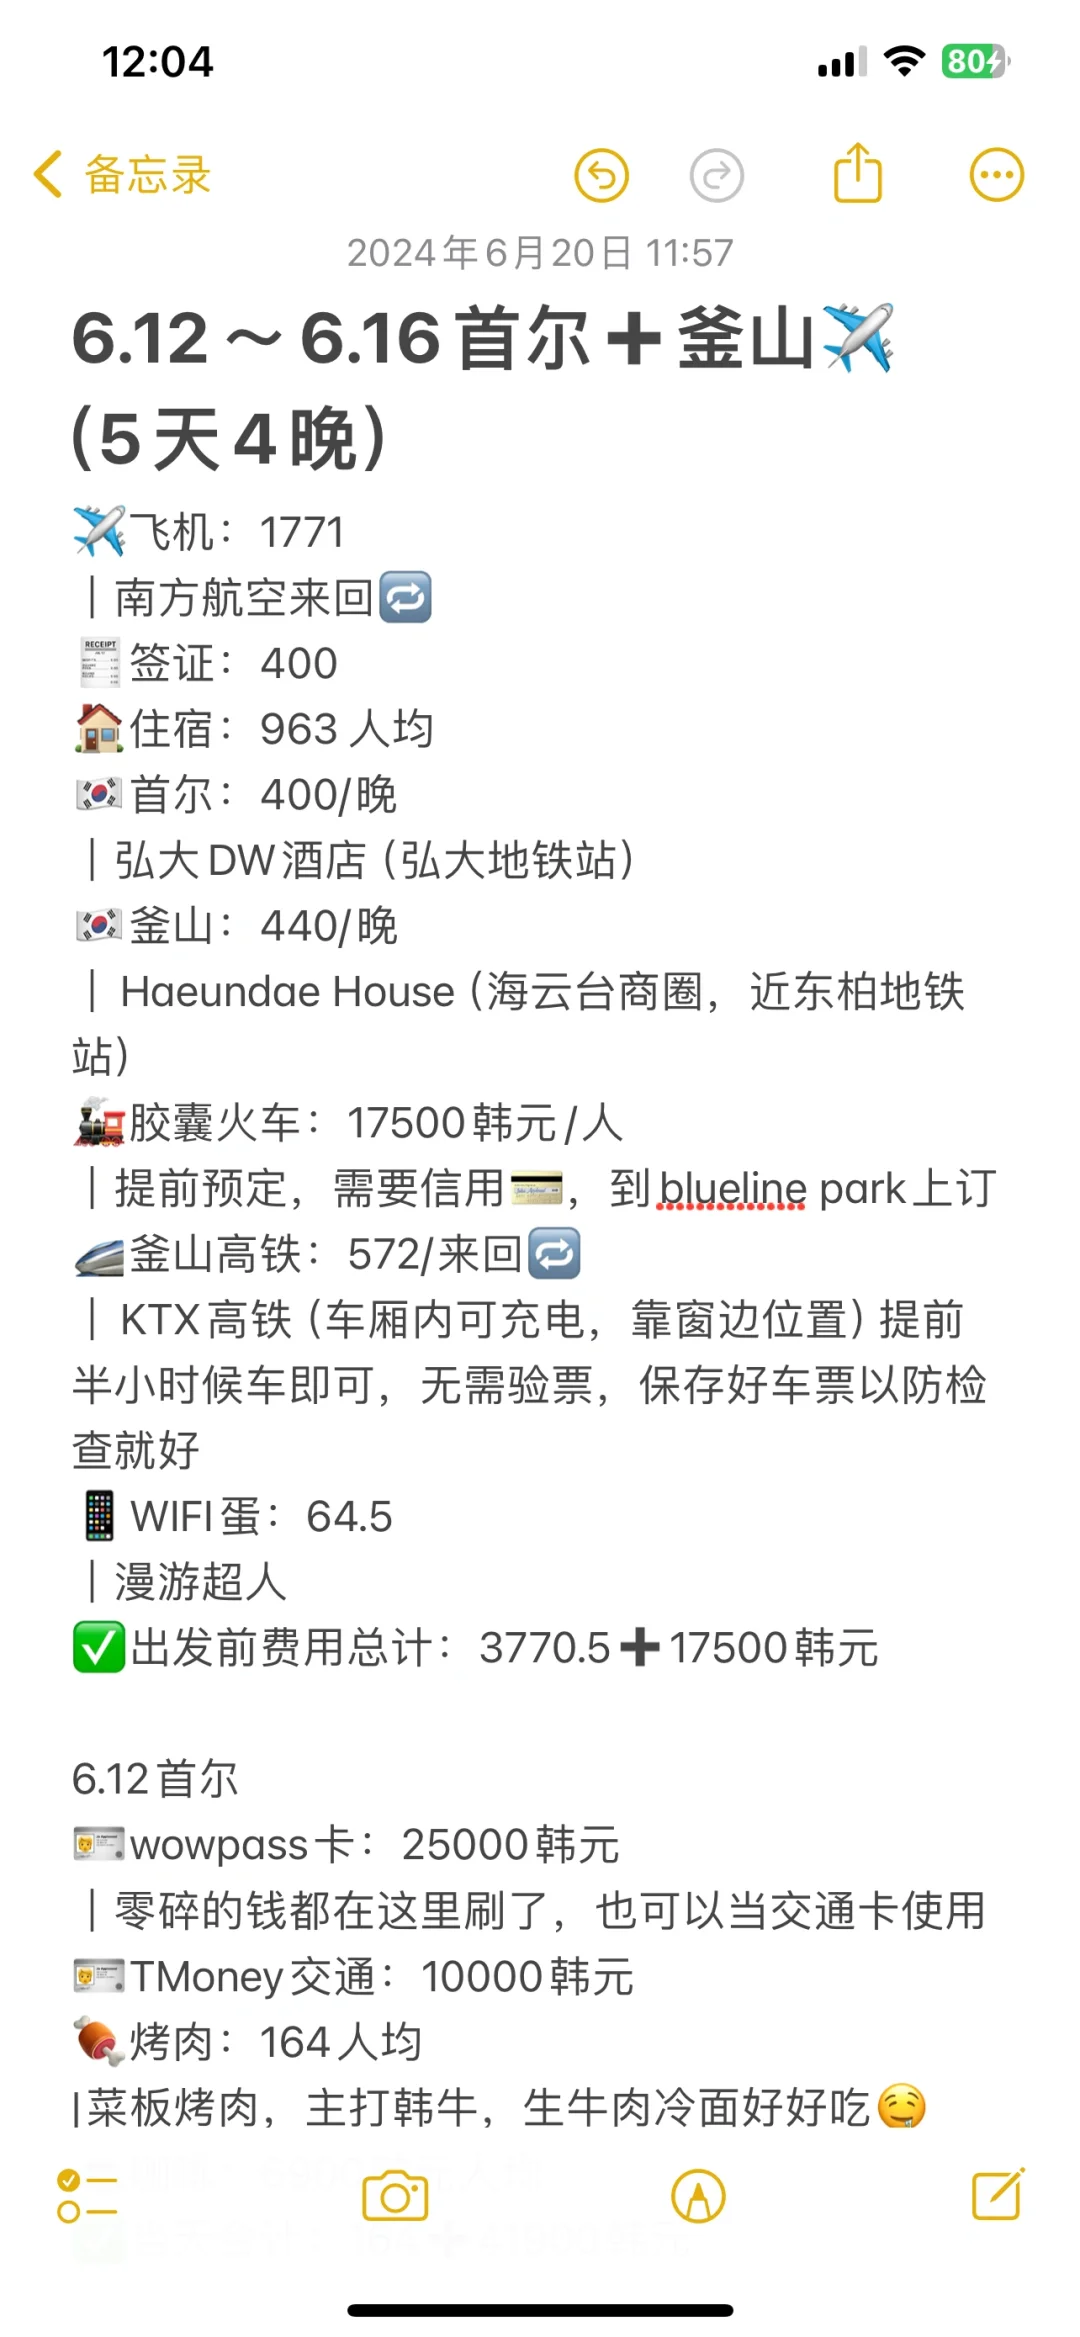 12:04
80
备忘录
2024年6月20日 11:57
6.12～6.16首尔➕釜山✈️
（5天4晚）
✈️飞机：1771
｜南方航空来回🔁
🧾签证：400
🏠住宿：963 人均
🇰🇷首尔：400/晚
｜弘大DW酒店（弘大地铁站）
🇰🇷釜山：440/晚
｜Haeundae House（海云台商圈，近东柏地铁
站）
🚂胶囊火车：17500韩元/人
｜提前预定，需要信用💳，到blueline park上订
🚄釜山高铁：572/来回🔁
｜KTX高铁（车厢内可充电，靠窗边位置）提前
半小时候车即可，无需验票，保存好车票以防检
查就好
📱WIFI蛋：64.5
｜漫游超人
✅出发前费用总计：3770.5➕17500韩元
6.12首尔
🪪wowpass卡：25000韩元
｜零碎的钱都在这里刷了，也可以当交通卡使用
🪪TMoney交通：10000韩元
🍖烤肉：164人均
|菜板烤肉，主打韩牛，生牛肉冷面好好吃🤤